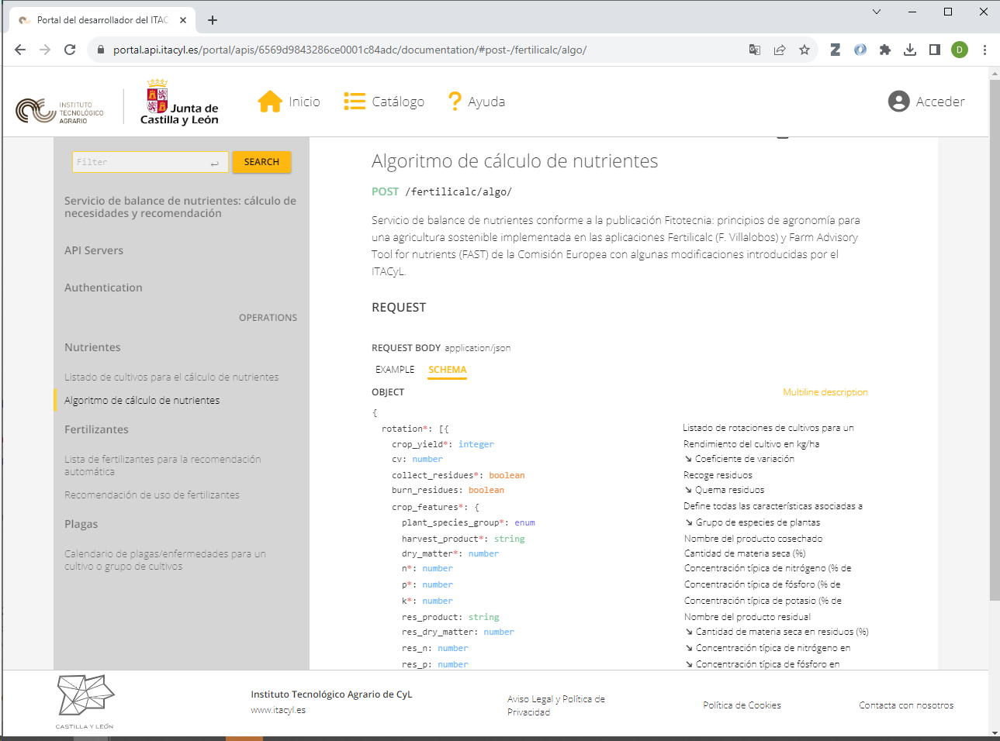 Portal del desarrollador del ITAC
portal.api.itacyl.es/portal/apis/6569d9843286ce0001c84adc/documentation/#post-/fertilicalc/algo/
D
INSTITUTO
TECNOLÓGICO
AGRARIO
Junta de
Castilla y León
Inicio
Catálogo
Ayuda
Acceder
Filter
SEARCH
Servicio de balance de nutrientes: cálculo de
necesidades y recomendación
API Servers
Authentication
OPERATIONS
Nutrientes
Listado de cultivos para el cálculo de nutrientes
Algoritmo de cálculo de nutrientes
Fertilizantes
Lista de fertilizantes para la recomendación
automática
Recomendación de uso de fertilizantes
Plagas
Calendario de plagas/enfermedades para un
cultivo o grupo de cultivos
Algoritmo de cálculo de nutrientes
POST /fertilicalc/algo/
Servicio de balance de nutrientes conforme a la publicación Fitotecnia: principios de agronomía para
una agricultura sostenible implementada en las aplicaciones Fertilicalc (F. Villalobos) y Farm Advisory
Tool for nutrients (FAST) de la Comisión Europea con algunas modificaciones introducidas por el
ITACyL.
REQUEST
REQUEST BODY application/json
EXAMPLE SCHEMA
OBJECT Multiline description
{
rotation*: [{ Listado de rotaciones de cultivos para un
crop_yield*: integer Rendimiento del cultivo en kg/ha
cv: number ↘ Coeficiente de variación
collect_residues*: boolean Recoge residuos
burn_residues: boolean ↘ Quema residuos
crop_features*: { Define todas las características asociadas a
plant_species_group*: enum ↘ Grupo de especies de plantas
harvest_product*: string Nombre del producto cosechado
dry_matter*: number Cantidad de materia seca (%)
n*: number Concentración típica de nitrógeno (% de
p*: number Concentración típica de fósforo (% de
k*: number Concentración típica de potasio (% de
res_product: string Nombre del producto residual
res_dry_matter: number ↘ Cantidad de materia seca en residuos (%)
res_n: number ↘ Concentración típica de nitrógeno en
res_p: number ↘ Concentración típica de fósforo en
CASTILLA Y LEÓN
Instituto Tecnológico Agrario de CyL
www.itacyl.es
Aviso Legal y Política de
Privacidad
Política de Cookies
Contacta con nosotros